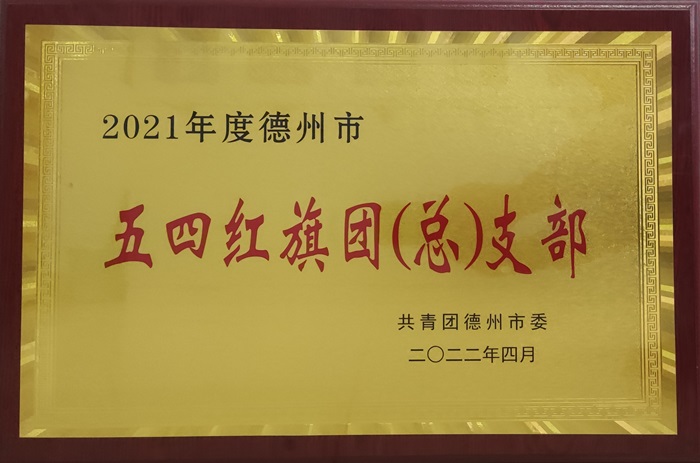 2021年度德州市
五四红旗团(总)支部
共青团德州市委
二〇二二年四月